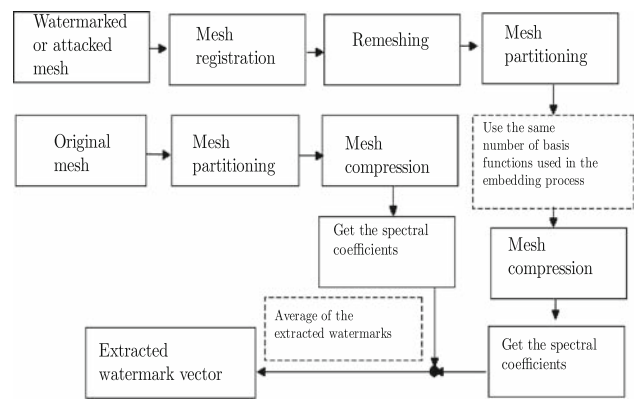 Watermarked
or attacked
mesh
Mesh
registration
Remeshing
Mesh
partitioning
Original
mesh
Mesh
partitioning
Mesh
compression
Use the same
number of basis
functions used in the
embedding process
Get the spectral
coefficients
Mesh
compression
Average of the
extracted watermarks
Get the spectral
coefficients
Extracted
watermark vector